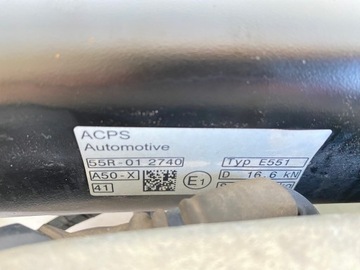 ACPS
Automotive
55R-01 2740 Typ E551
A50-X E1 D 16.6 kN
41